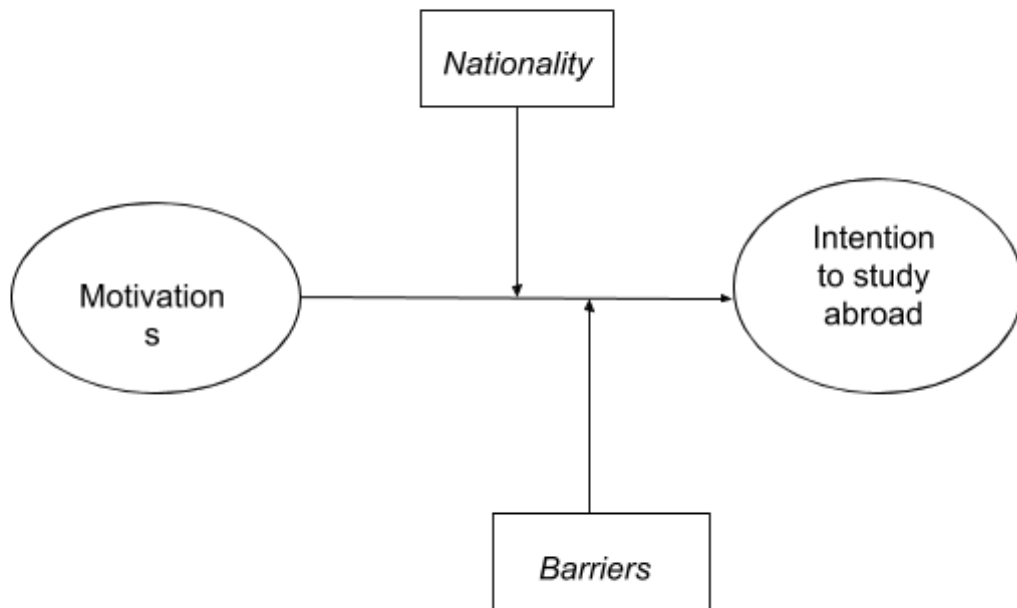 Nationality
Motivation
s
Intention
to study
abroad
Barriers